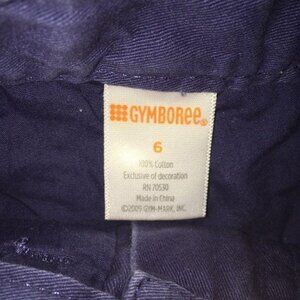 GYMBOREE®
6
100% Cotton
Exclusive of decoration
RN 70530
Made in China
©2009 GYM-MARK, INC.